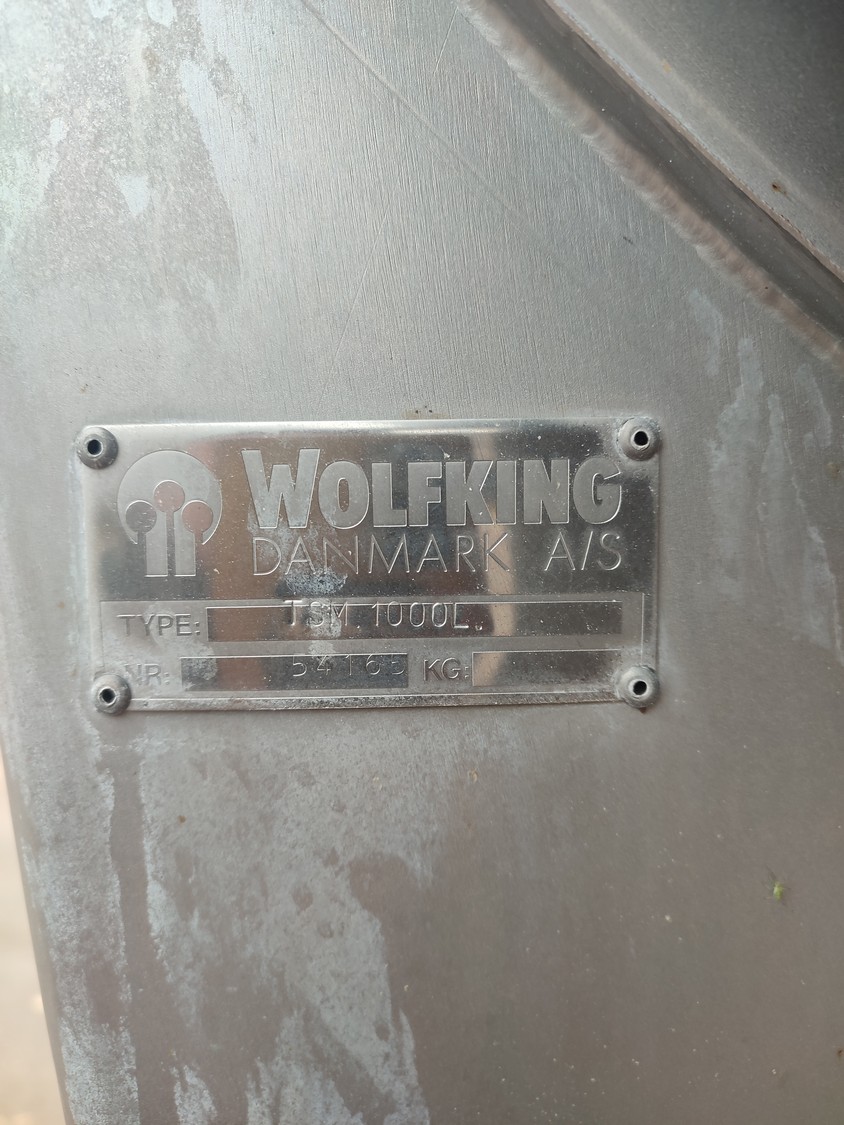 WOLFKING
DANMARK A/S
TYPE: TSM 1000L
NR: 54165 KG: